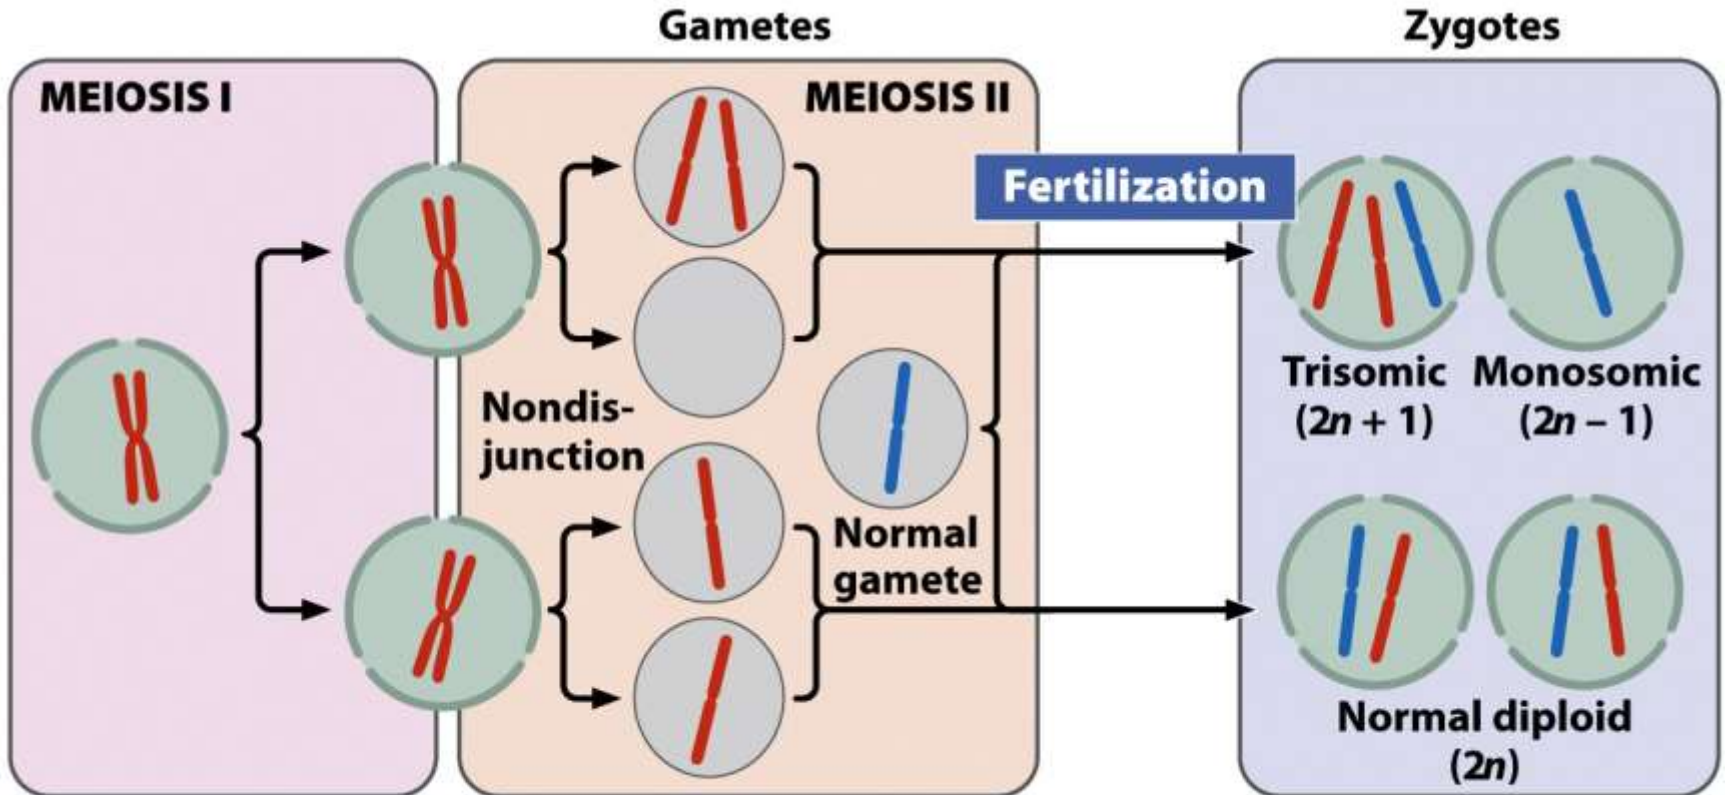 Gametes
Zygotes
MEIOSIS I
MEIOSIS II
Fertilization
Nondis-
junction
Normal
gamete
Trisomic
(2n + 1)
Monosomic
(2n – 1)
Normal diploid
(2n)